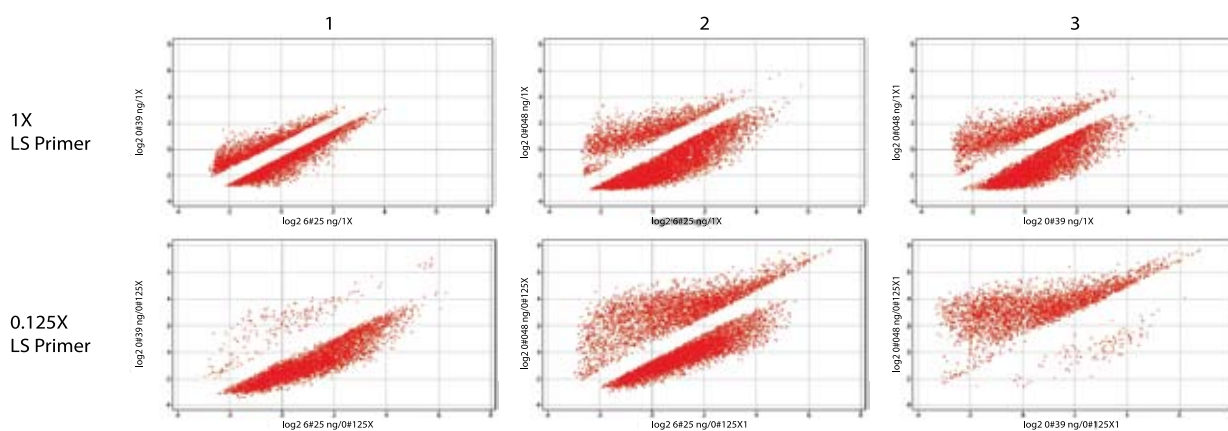 1
2
3
1X
LS Primer
log2 0#39 ng/1X
log2 6#25 ng/1X
log2 0#048 ng/1X
log2 6#25 ng/1X
log2 0#048 ng/1X1
log2 0#39 ng/1X
0.125X
LS Primer
log2 0#39 ng/0#125X
log2 6#25 ng/0#125X
log2 0#048 ng/0#125X
log2 6#25 ng/0#125X1
log2 0#048 ng/0#125X1
log2 0#39 ng/0#125X1